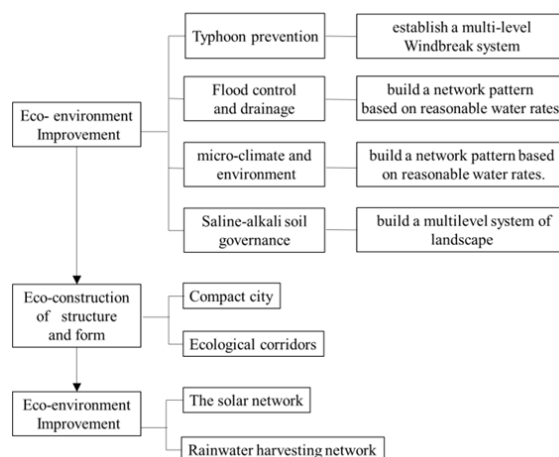 Typhoon prevention
establish a multi-level
Windbreak system
Flood control
and drainage
build a network pattern
based on reasonable water rates
Eco- environment
Improvement
micro-climate and
environment
build a network pattern based
on reasonable water rates.
Saline-alkali soil
governance
build a multilevel system of
landscape
Eco-construction
of structure
and form
Compact city
Ecological corridors
Eco-environment
Improvement
The solar network
Rainwater harvesting network